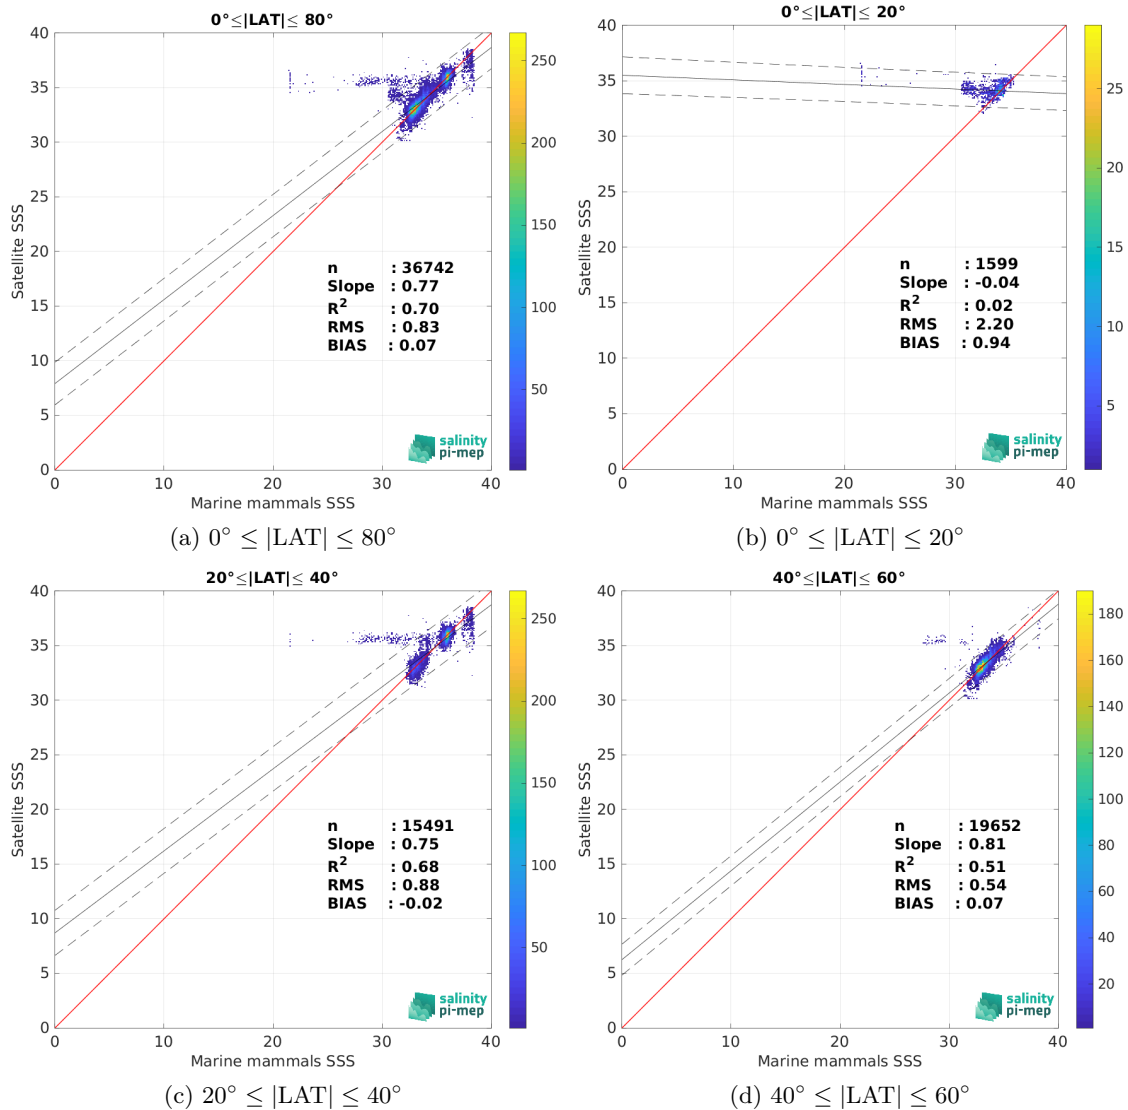 0°≤|LAT|≤ 80°
Satellite SSS
40
35
30
25
20
15
10
5
0
0
10
20
30
40
Marine mammals SSS
n : 36742
Slope : 0.77
R² : 0.70
RMS : 0.83
BIAS : 0.07
salinity
pi-mep
250
200
150
100
50
(a) 0° ≤ |LAT| ≤ 80°
0°≤|LAT|≤ 20°
Satellite SSS
40
35
30
25
20
15
10
5
0
0
10
20
30
40
Marine mammals SSS
n : 1599
Slope : -0.04
R² : 0.02
RMS : 2.20
BIAS : 0.94
salinity
pi-mep
25
20
15
10
5
(b) 0° ≤ |LAT| ≤ 20°
20°≤|LAT|≤ 40°
Satellite SSS
40
35
30
25
20
15
10
5
0
0
10
20
30
40
Marine mammals SSS
n : 15491
Slope : 0.75
R² : 0.68
RMS : 0.88
BIAS : -0.02
salinity
pi-mep
250
200
150
100
50
(c) 20° ≤ |LAT| ≤ 40°
40°≤|LAT|≤ 60°
Satellite SSS
40
35
30
25
20
15
10
5
0
0
10
20
30
40
Marine mammals SSS
n : 19652
Slope : 0.81
R² : 0.51
RMS : 0.54
BIAS : 0.07
salinity
pi-mep
180
160
140
120
100
80
60
40
20
(d) 40° ≤ |LAT| ≤ 60°